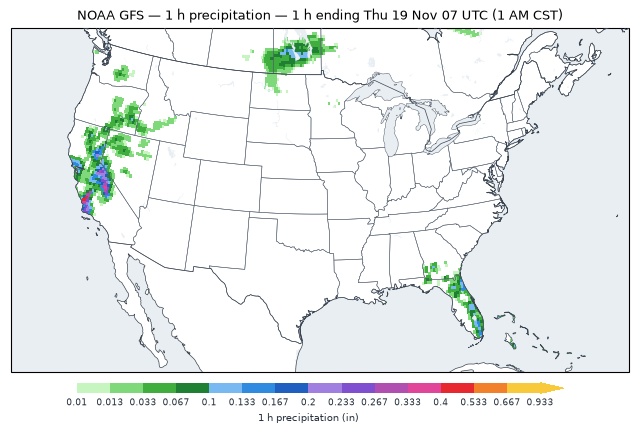 NOAA GFS — 1 h precipitation — 1 h ending Thu 19 Nov 07 UTC (1 AM CST)
0.01 0.013 0.033 0.067 0.1 0.133 0.167 0.2 0.233 0.267 0.333 0.4 0.533 0.667 0.933
1 h precipitation (in)